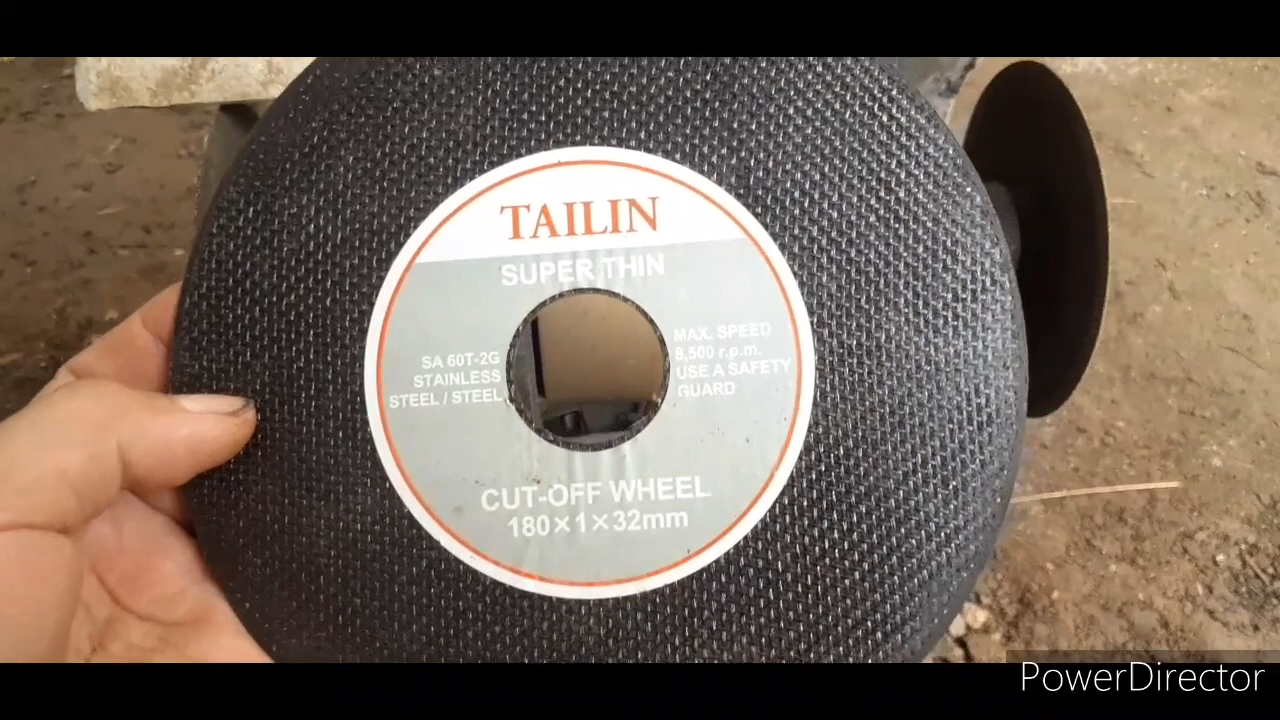 TAILIN
SUPER THIN
SA 60T-2G
STAINLESS
STEEL / STEEL
MAX. SPEED
8,500 r.p.m.
USE A SAFETY
GUARD
CUT-OFF WHEEL
180×1×32mm
PowerDirector